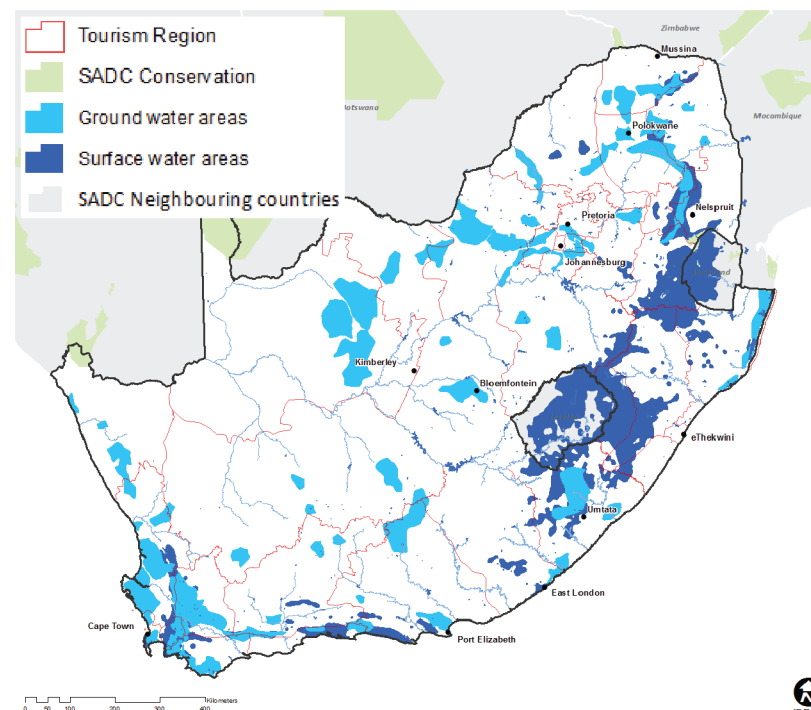 Tourism Region
SADC Conservation
Ground water areas
Surface water areas
SADC Neighbouring countries
Zimbabwe
Mussina
Botswana
Mocambique
Polokwane
Nelspruit
Pretoria
Johannesburg
Kimberley
Bloemfontein
eThekwini
Umtata
East London
Cape Town
Port Elizabeth
Kilometers
0 50 100 200 300 400